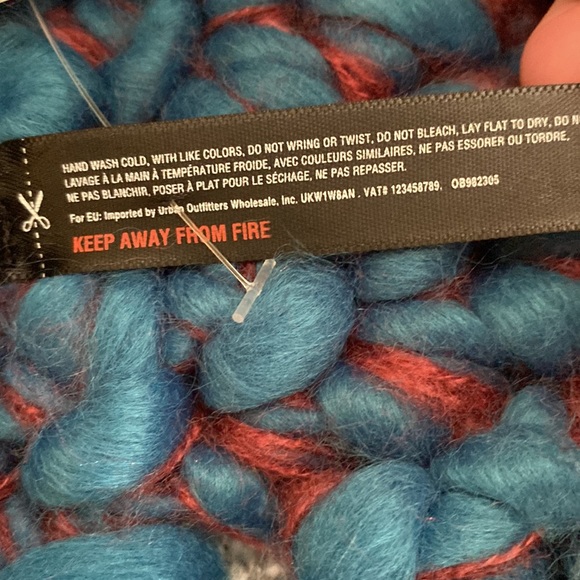 HAND WASH COLD, WITH LIKE COLORS, DO NOT WRING OR TWIST, DO NOT BLEACH, LAY FLAT TO DRY, DO
LAVAGE À LA MAIN À TEMPÉRATURE FROIDE, AVEC COULEURS SIMILAIRES, NE PAS ESSORER OU TORDRE,
NE PAS BLANCHIR, POSER À PLAT POUR LE SÉCHAGE, NE PAS REPASSER.
For EU: Imported by Urban Outfitters Wholesale, Inc. UKW1W8AN . VAT# 123458789, OB982305
KEEP AWAY FROM FIRE